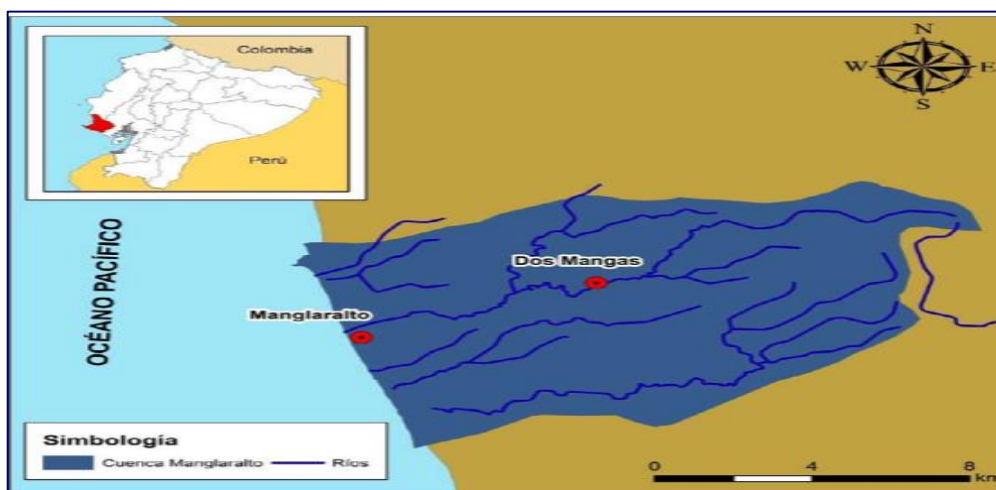 Colombia
Perú
N
W E
S
OCÉANO PACÍFICO
Dos Mangas
Manglaralto
Simbología
Cuenca Manglaralto Ríos
0 4 8
km